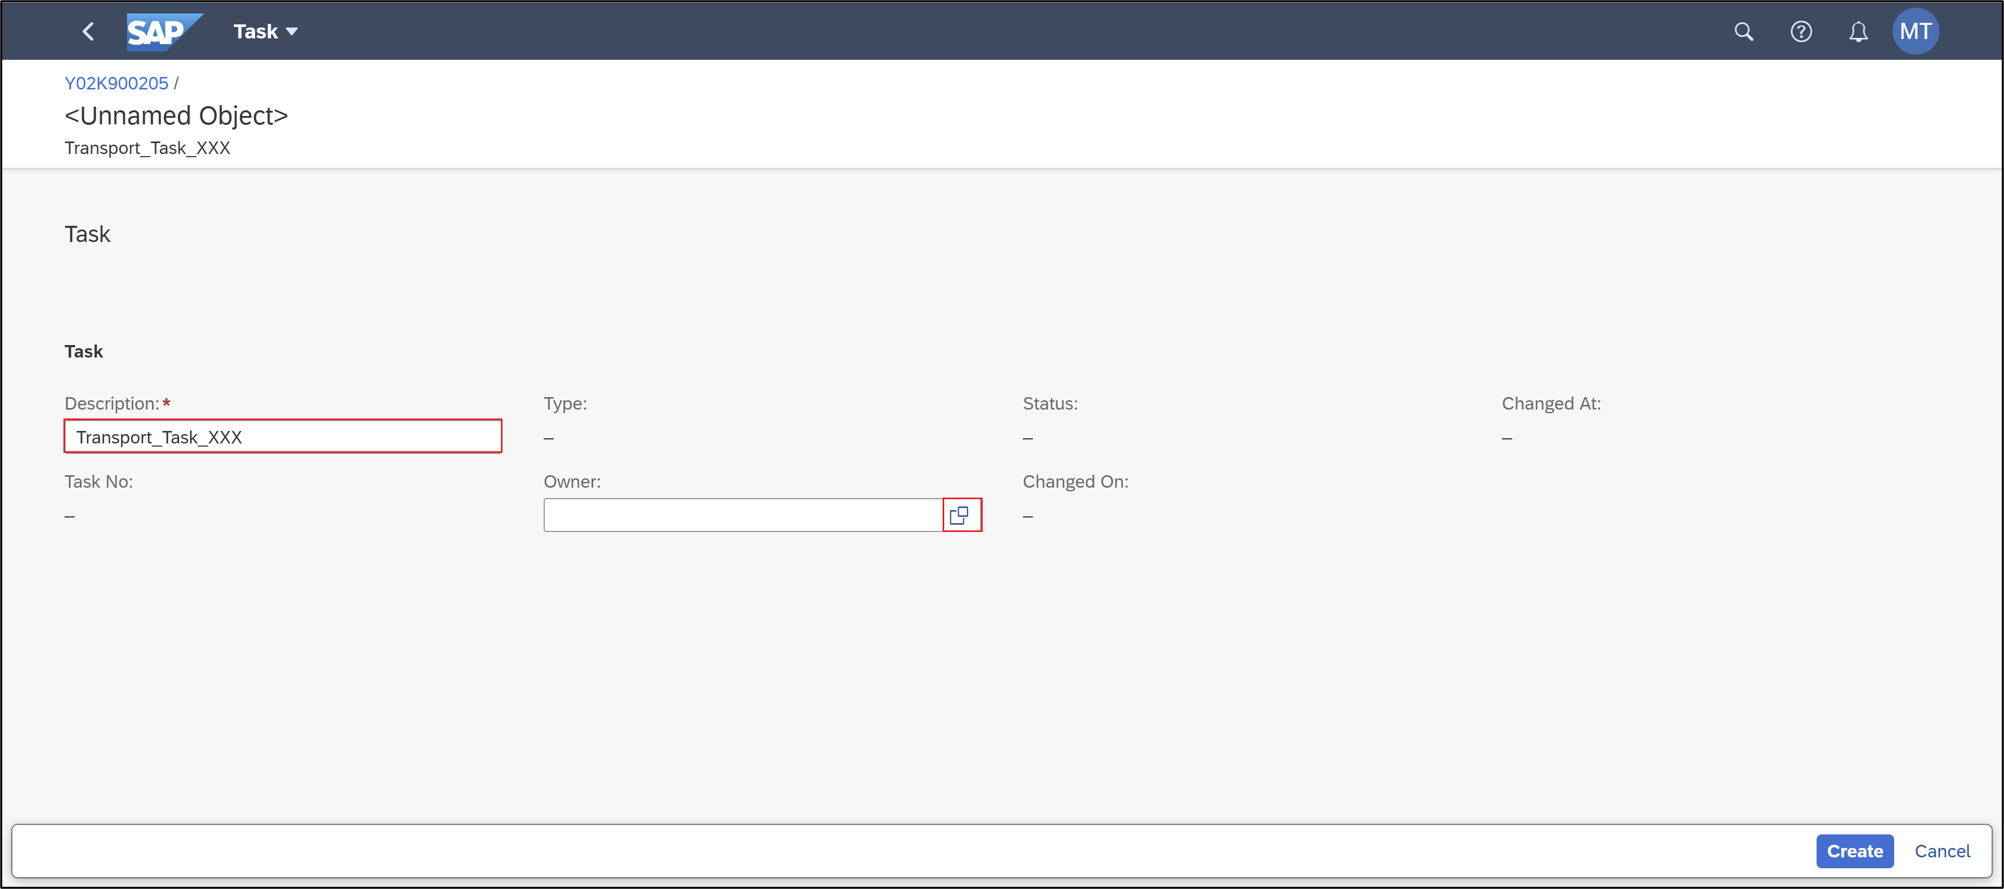 SAP Task
MT
Y02K900205 /
<Unnamed Object>
Transport_Task_XXX
Task
Task
Description:* Type: Status: Changed At:
Transport_Task_XXX – – –
Task No: Owner: Changed On:
– –
Create Cancel